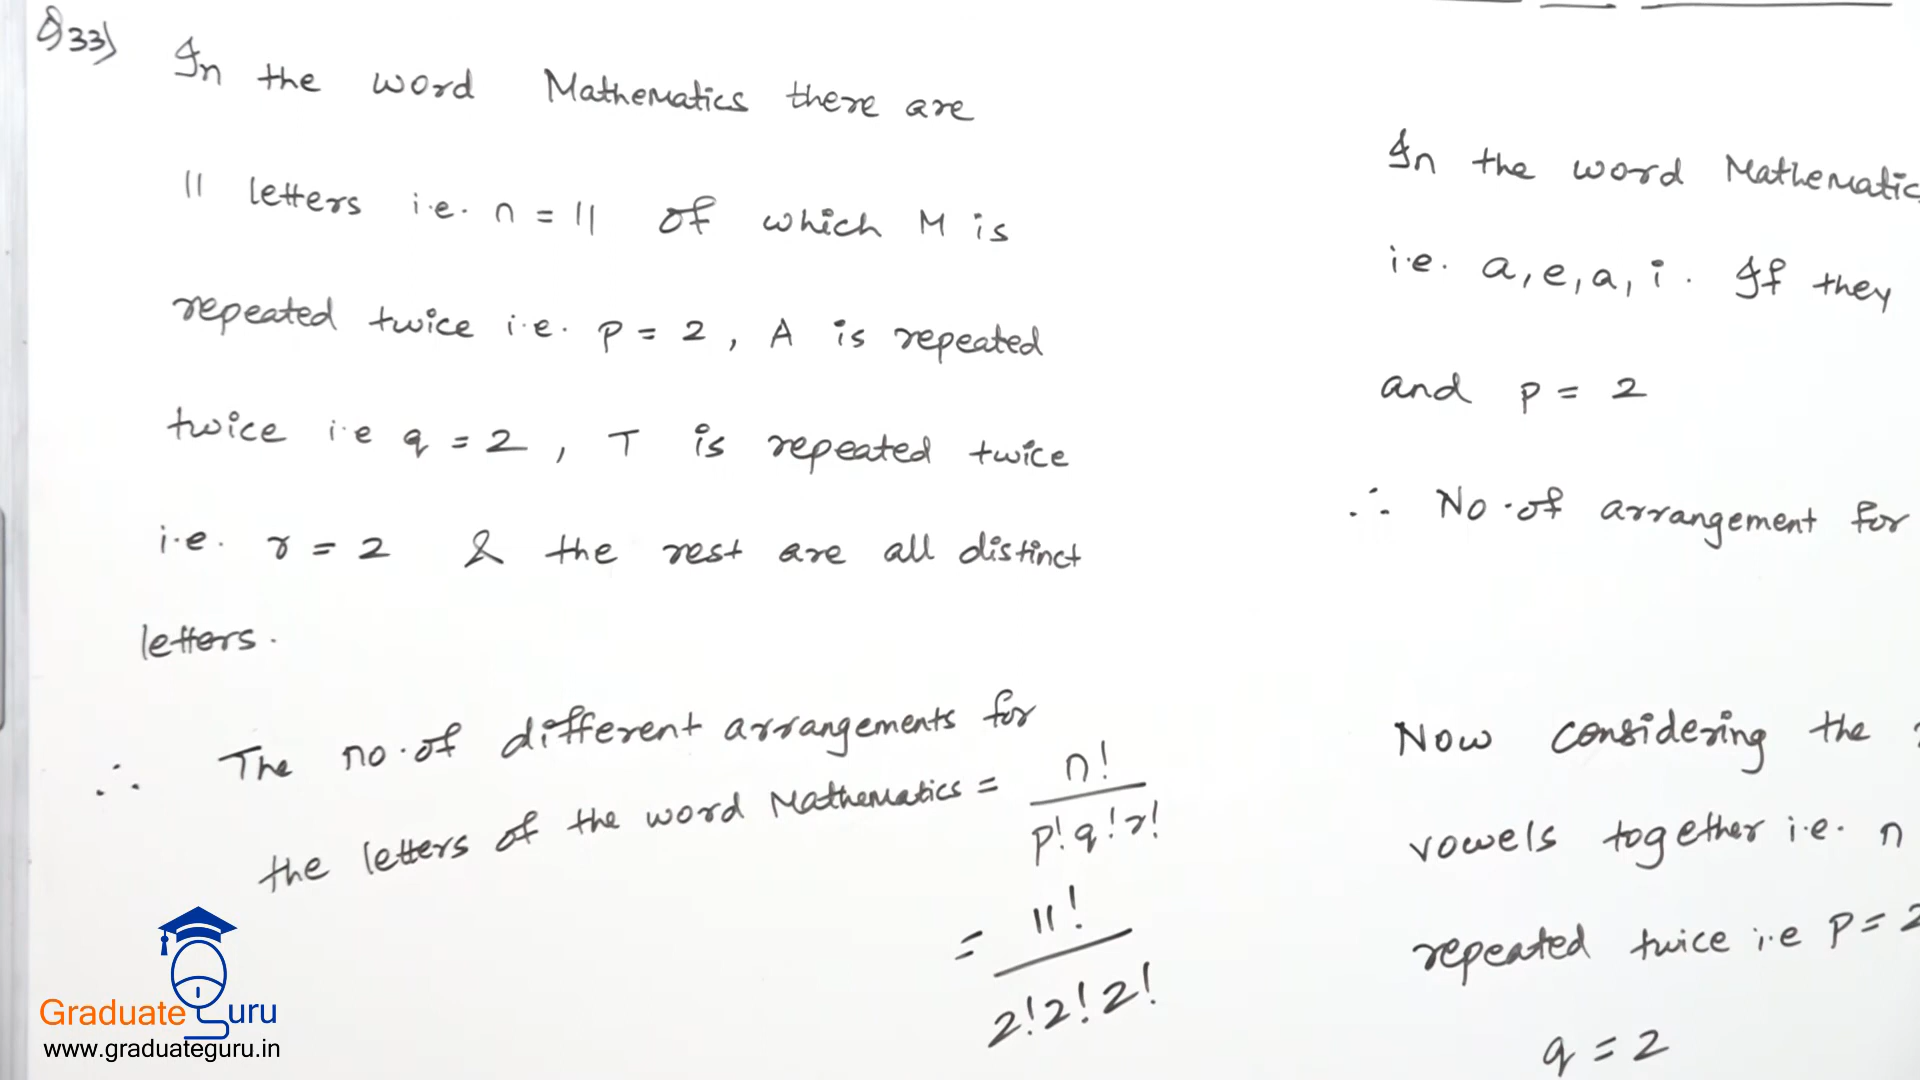 Q33)
In the word Mathematics there are
11 letters i.e. n = 11 of which M is
repeated twice i.e. p = 2, A is repeated
twice i.e q = 2, T is repeated twice
i.e. r = 2 & the rest are all distinct
letters.
∴ The no. of different arrangements for
the letters of the word Mathematics = n! / p! q! r!
= 11! / 2! 2! 2!
In the word Mathematic
i.e. a, e, a, i. If they
and p = 2
∴ No. of arrangement for
Now considering the
vowels together i.e. n
repeated twice i.e p = 2
q = 2
Graduate Guru
www.graduateguru.in